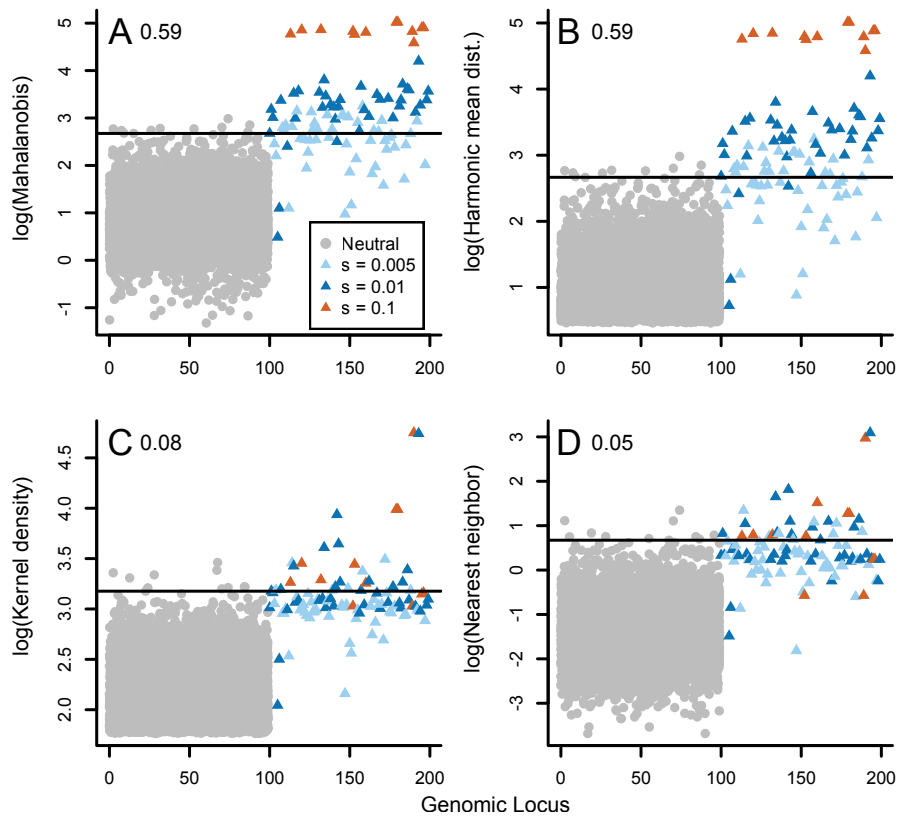 A 0.59
log(Mahalanobis)
5
4
3
2
1
0
-1
Neutral
s = 0.005
s = 0.01
s = 0.1
0 50 100 150 200
B 0.59
log(Harmonic mean dist.)
5
4
3
2
1
0 50 100 150 200
C 0.08
log(Kernel density)
4.5
4.0
3.5
3.0
2.5
2.0
0 50 100 150 200
D 0.05
log(Nearest neighbor)
3
2
1
0
-1
-2
-3
0 50 100 150 200
Genomic Locus